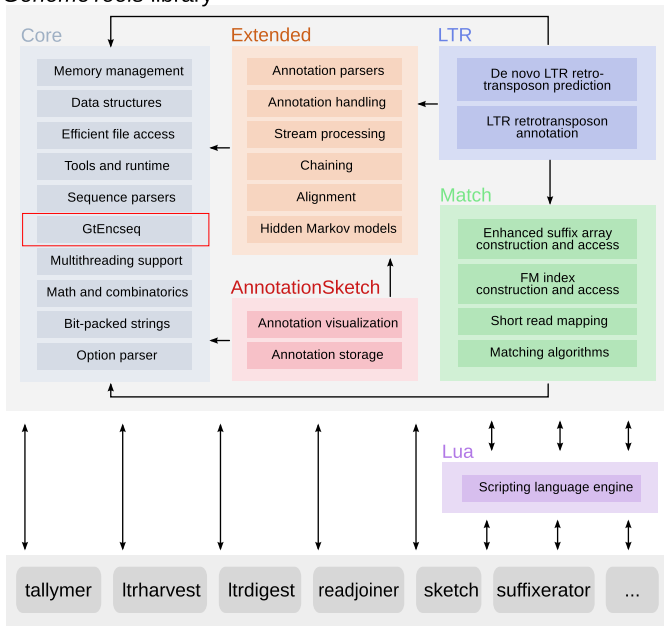 GenomeTools library
Core
Memory management
Data structures
Efficient file access
Tools and runtime
Sequence parsers
GtEncseq
Multithreading support
Math and combinatorics
Bit-packed strings
Option parser
Extended
Annotation parsers
Annotation handling
Stream processing
Chaining
Alignment
Hidden Markov models
AnnotationSketch
Annotation visualization
Annotation storage
LTR
De novo LTR retro-
transposon prediction
LTR retrotransposon
annotation
Match
Enhanced suffix array
construction and access
FM index
construction and access
Short read mapping
Matching algorithms
Lua
Scripting language engine
tallymer
ltrharvest
ltrdigest
readjoiner
sketch
suffixerator
...